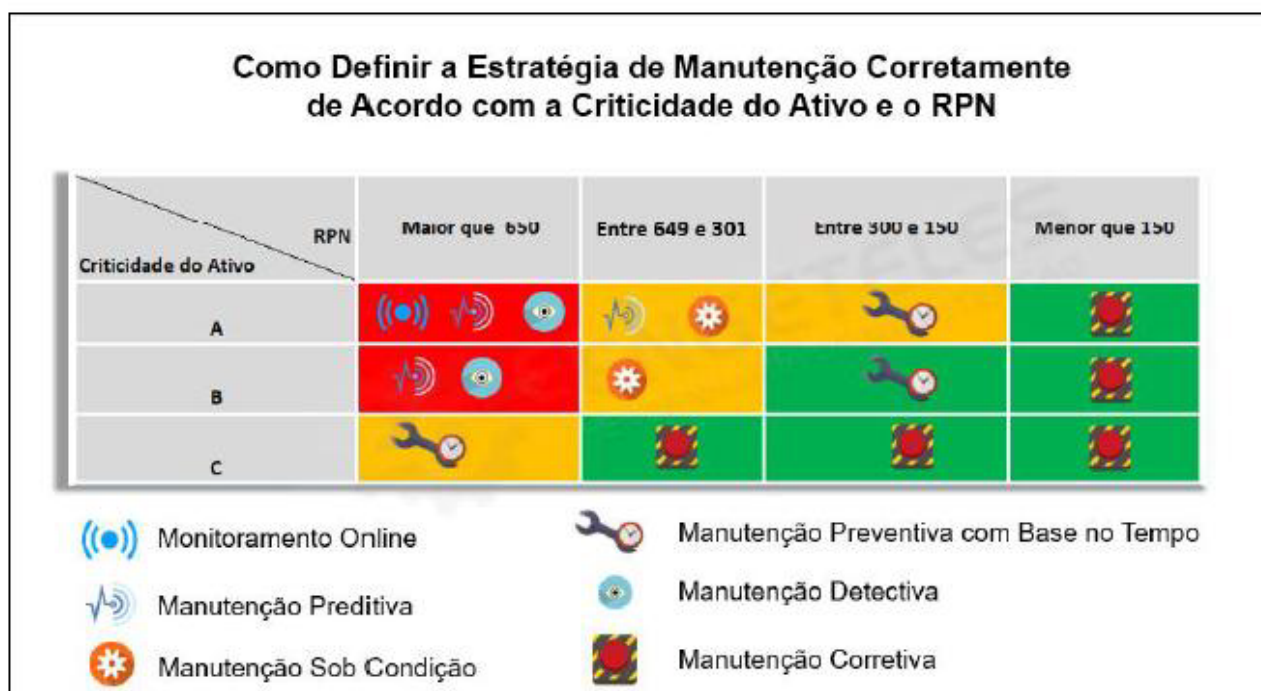 Como Definir a Estratégia de Manutenção Corretamente
de Acordo com a Criticidade do Ativo e o RPN
RPN
Criticidade do Ativo
Maior que 650
Entre 649 e 301
Entre 300 e 150
Menor que 150
A
B
C
Monitoramento Online
Manutenção Preventiva com Base no Tempo
Manutenção Preditiva
Manutenção Detectiva
Manutenção Sob Condição
Manutenção Corretiva